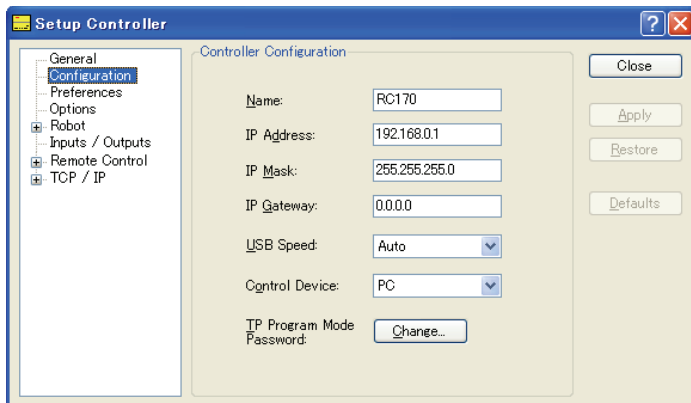 Setup Controller
General
Configuration
Preferences
Options
Robot
Inputs / Outputs
Remote Control
TCP / IP
Controller Configuration
Name: RC170
IP Address: 192.168.0.1
IP Mask: 255.255.255.0
IP Gateway: 0.0.0.0
USB Speed: Auto
Control Device: PC
TP Program Mode
Password:
Change...
Close
Apply
Restore
Defaults